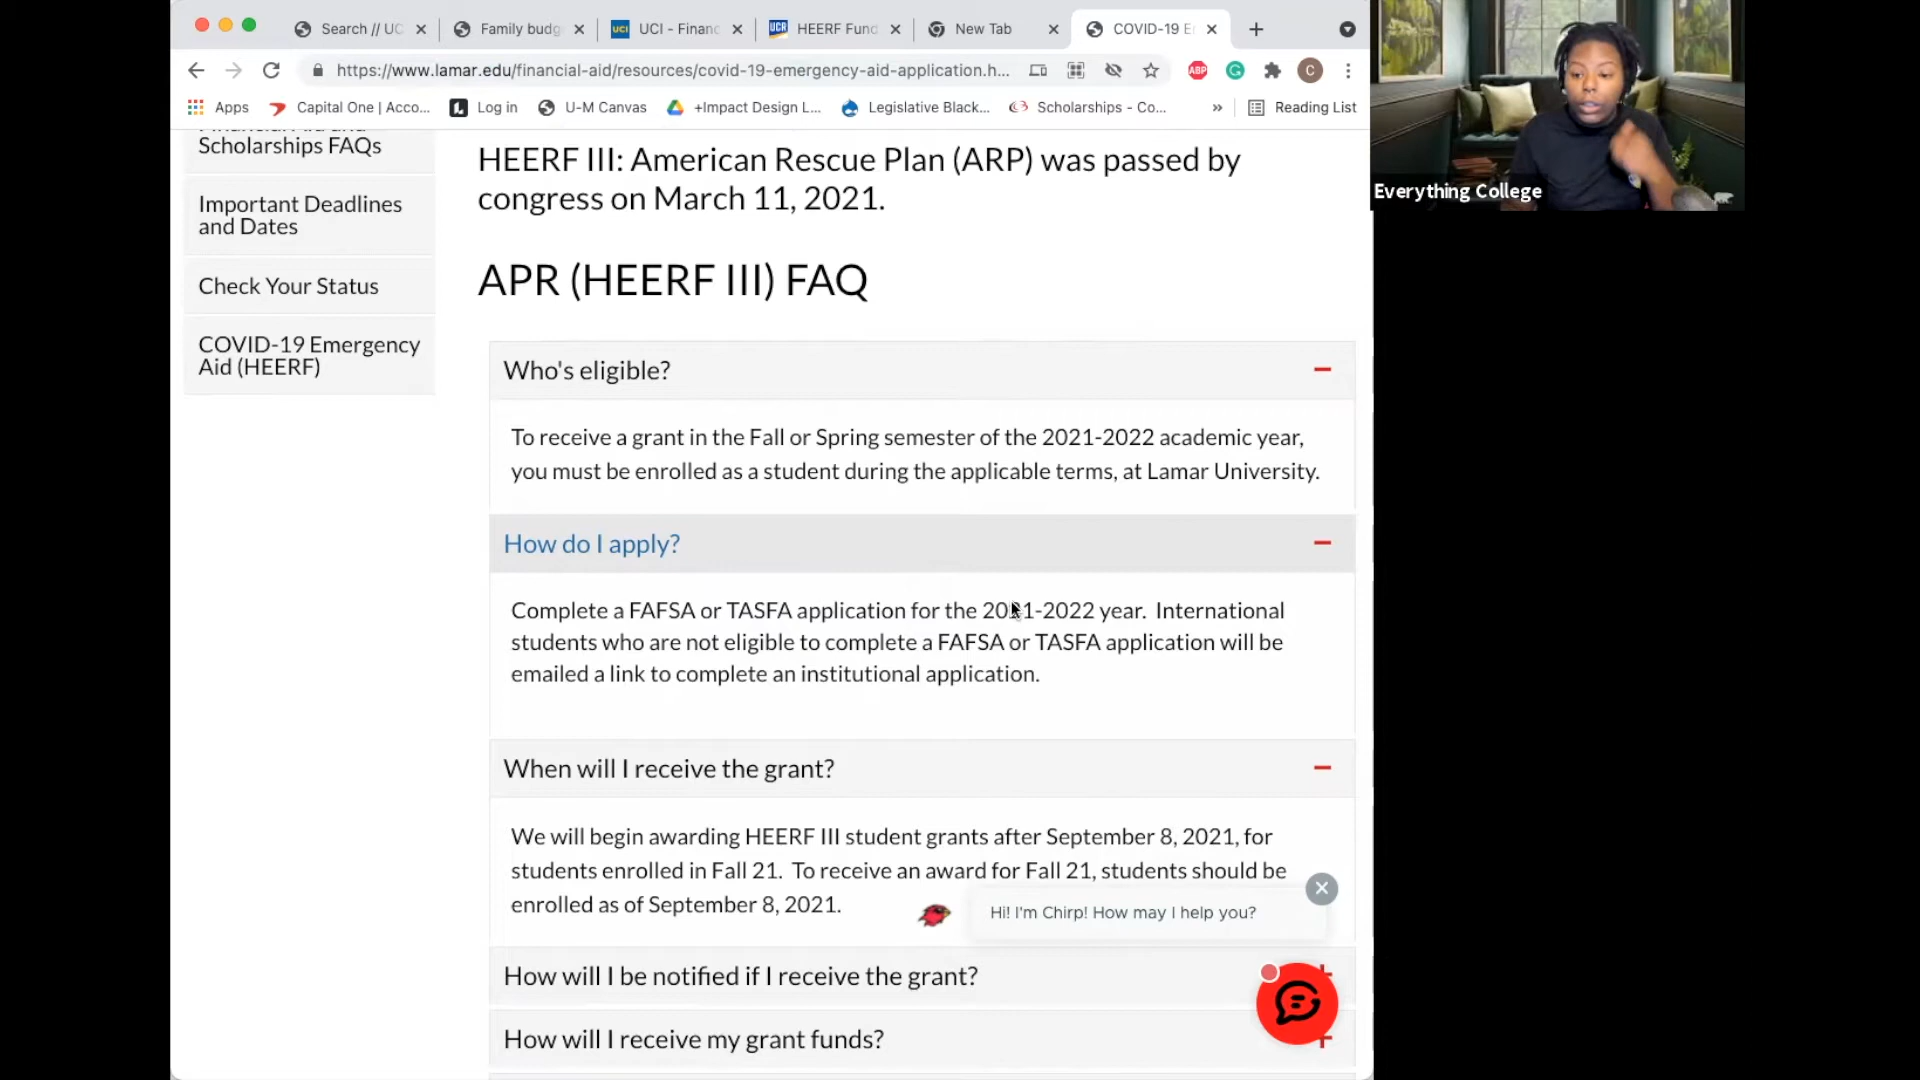 Search // UC
Family budg
UCI
UCI - Financ
UCR
HEERF Fund
New Tab
COVID-19 E
https://www.lamar.edu/financial-aid/resources/covid-19-emergency-aid-application.h...
ABP
C
Apps
Capital One | Acco...
Log in
U-M Canvas
+Impact Design L...
Legislative Black...
Scholarships - Co...
»
Reading List
Everything College
Financial Aid and
Scholarships FAQs
Important Deadlines
and Dates
Check Your Status
COVID-19 Emergency
Aid (HEERF)
HEERF III: American Rescue Plan (ARP) was passed by
congress on March 11, 2021.
APR (HEERF III) FAQ
Who's eligible?
To receive a grant in the Fall or Spring semester of the 2021-2022 academic year,
you must be enrolled as a student during the applicable terms, at Lamar University.
How do I apply?
Complete a FAFSA or TASFA application for the 2021-2022 year. International
students who are not eligible to complete a FAFSA or TASFA application will be
emailed a link to complete an institutional application.
When will I receive the grant?
We will begin awarding HEERF III student grants after September 8, 2021, for
students enrolled in Fall 21. To receive an award for Fall 21, students should be
enrolled as of September 8, 2021.
Hi! I'm Chirp! How may I help you?
How will I be notified if I receive the grant?
How will I receive my grant funds?